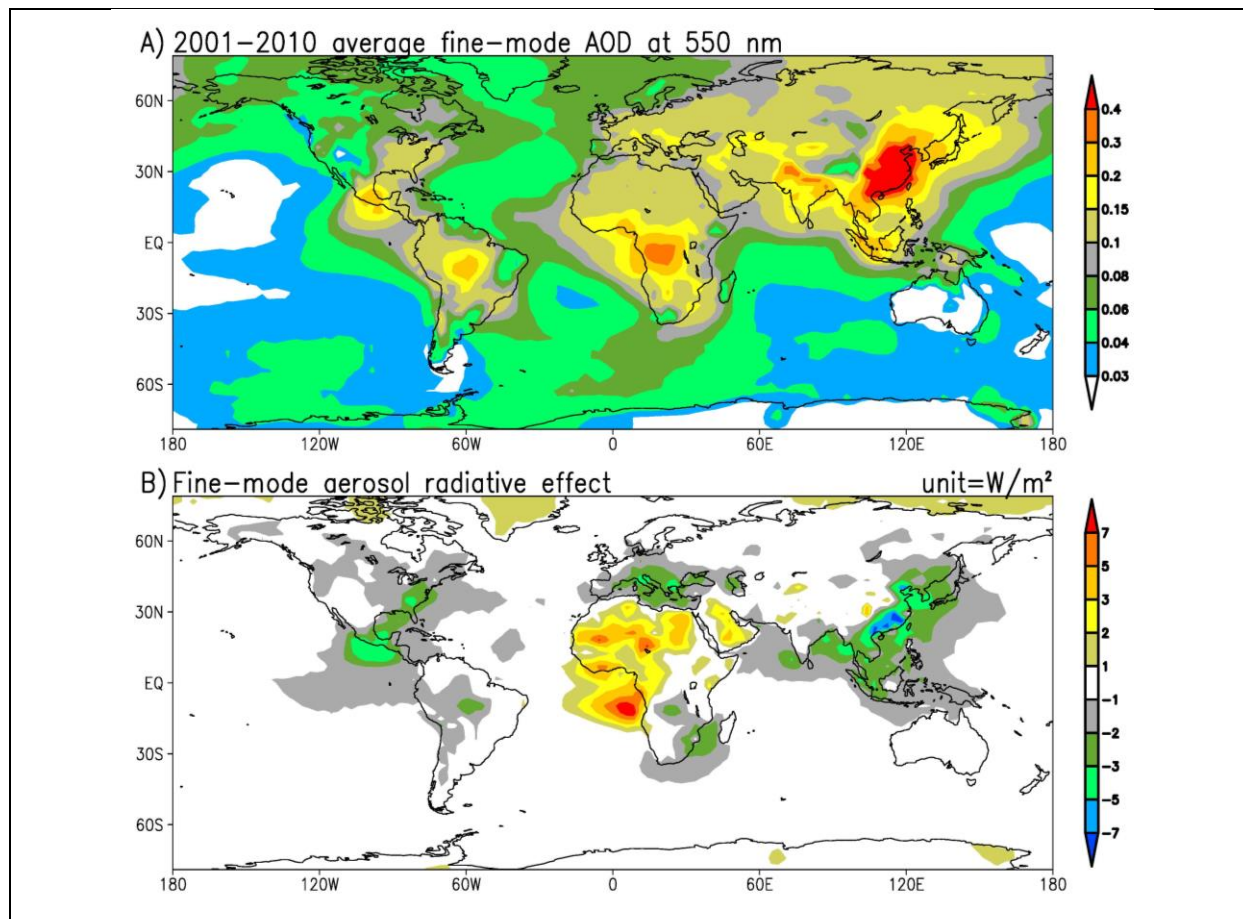 A) 2001-2010 average fine-mode AOD at 550 nm
60N
30N
EQ
30S
60S
180 120W 60W 0 60E 120E 180
0.4
0.3
0.2
0.15
0.1
0.08
0.06
0.04
0.03
B) Fine-mode aerosol radiative effect unit=W/m²
60N
30N
EQ
30S
60S
180 120W 60W 0 60E 120E 180
7
5
3
2
1
-1
-2
-3
-5
-7